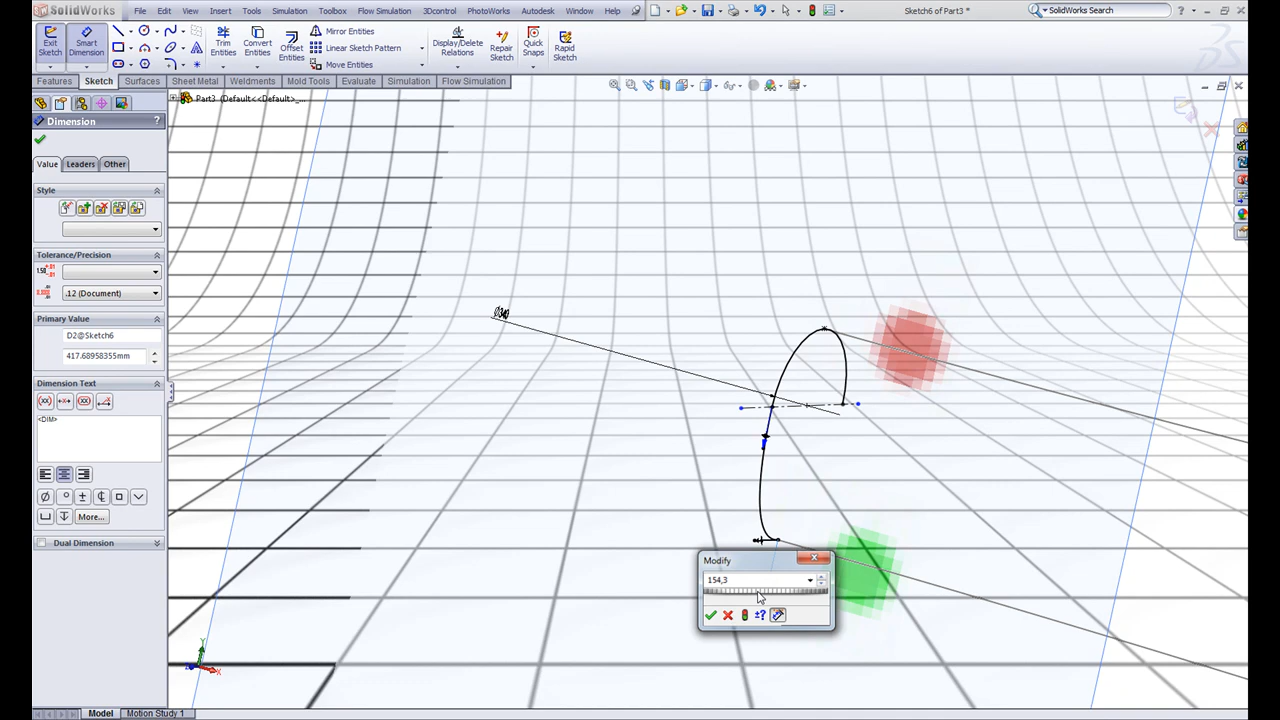 SolidWorks File Edit View Insert Tools Toolbox Simulation Flow Simulation 3Dcontrol PhotoWorks Autodesk Window Help Sketch6 of Part3 * SolidWorks Search
Exit Sketch
Smart Dimension
Trim Entities
Convert Entities
Offset Entities
Mirror Entities
Linear Sketch Pattern
Move Entities
Display/Delete Relations
Repair Sketch
Quick Snaps
Rapid Sketch
Features Sketch Surfaces Sheet Metal Weldments Mold Tools Evaluate Simulation Flow Simulation
Part3 (Default<<Default>_...
Dimension ?
Value Leaders Other
Style
Tolerance/Precision
.12 (Document)
Primary Value
D2@Sketch6
417.68958355mm
Dimension Text
<DIM>
More...
Dual Dimension
Modify
154,3
Y
X
Model Motion Study 1